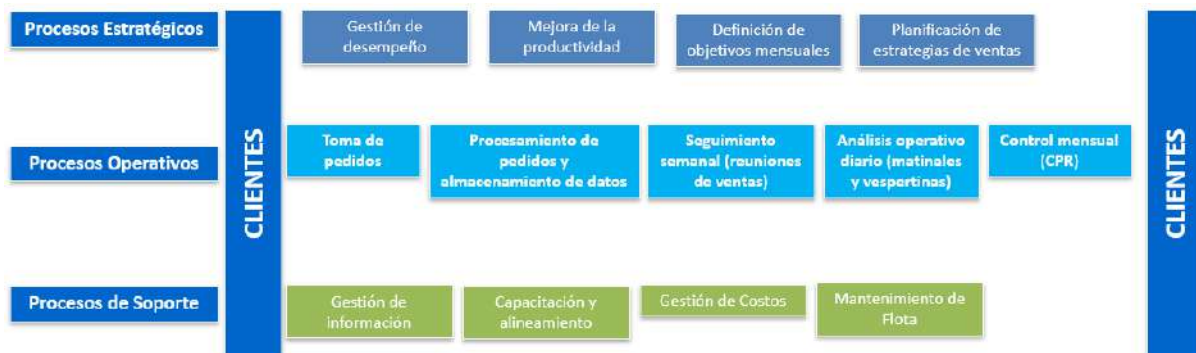 Procesos Estratégicos
Gestión de
desempeño
Mejora de la
productividad
Definición de
objetivos mensuales
Planificación de
estrategias de ventas
CLIENTES
Procesos Operativos
Toma de
pedidos
Procesamiento de
pedidos y
almacenamiento de datos
Seguimiento
semanal (reuniones
de ventas)
Análisis operativo
diario (matinales
y vespertinas)
Control mensual
(CPR)
CLIENTES
Procesos de Soporte
Gestión de
información
Capacitación y
alineamiento
Gestión de Costos
Mantenimiento de
Flota